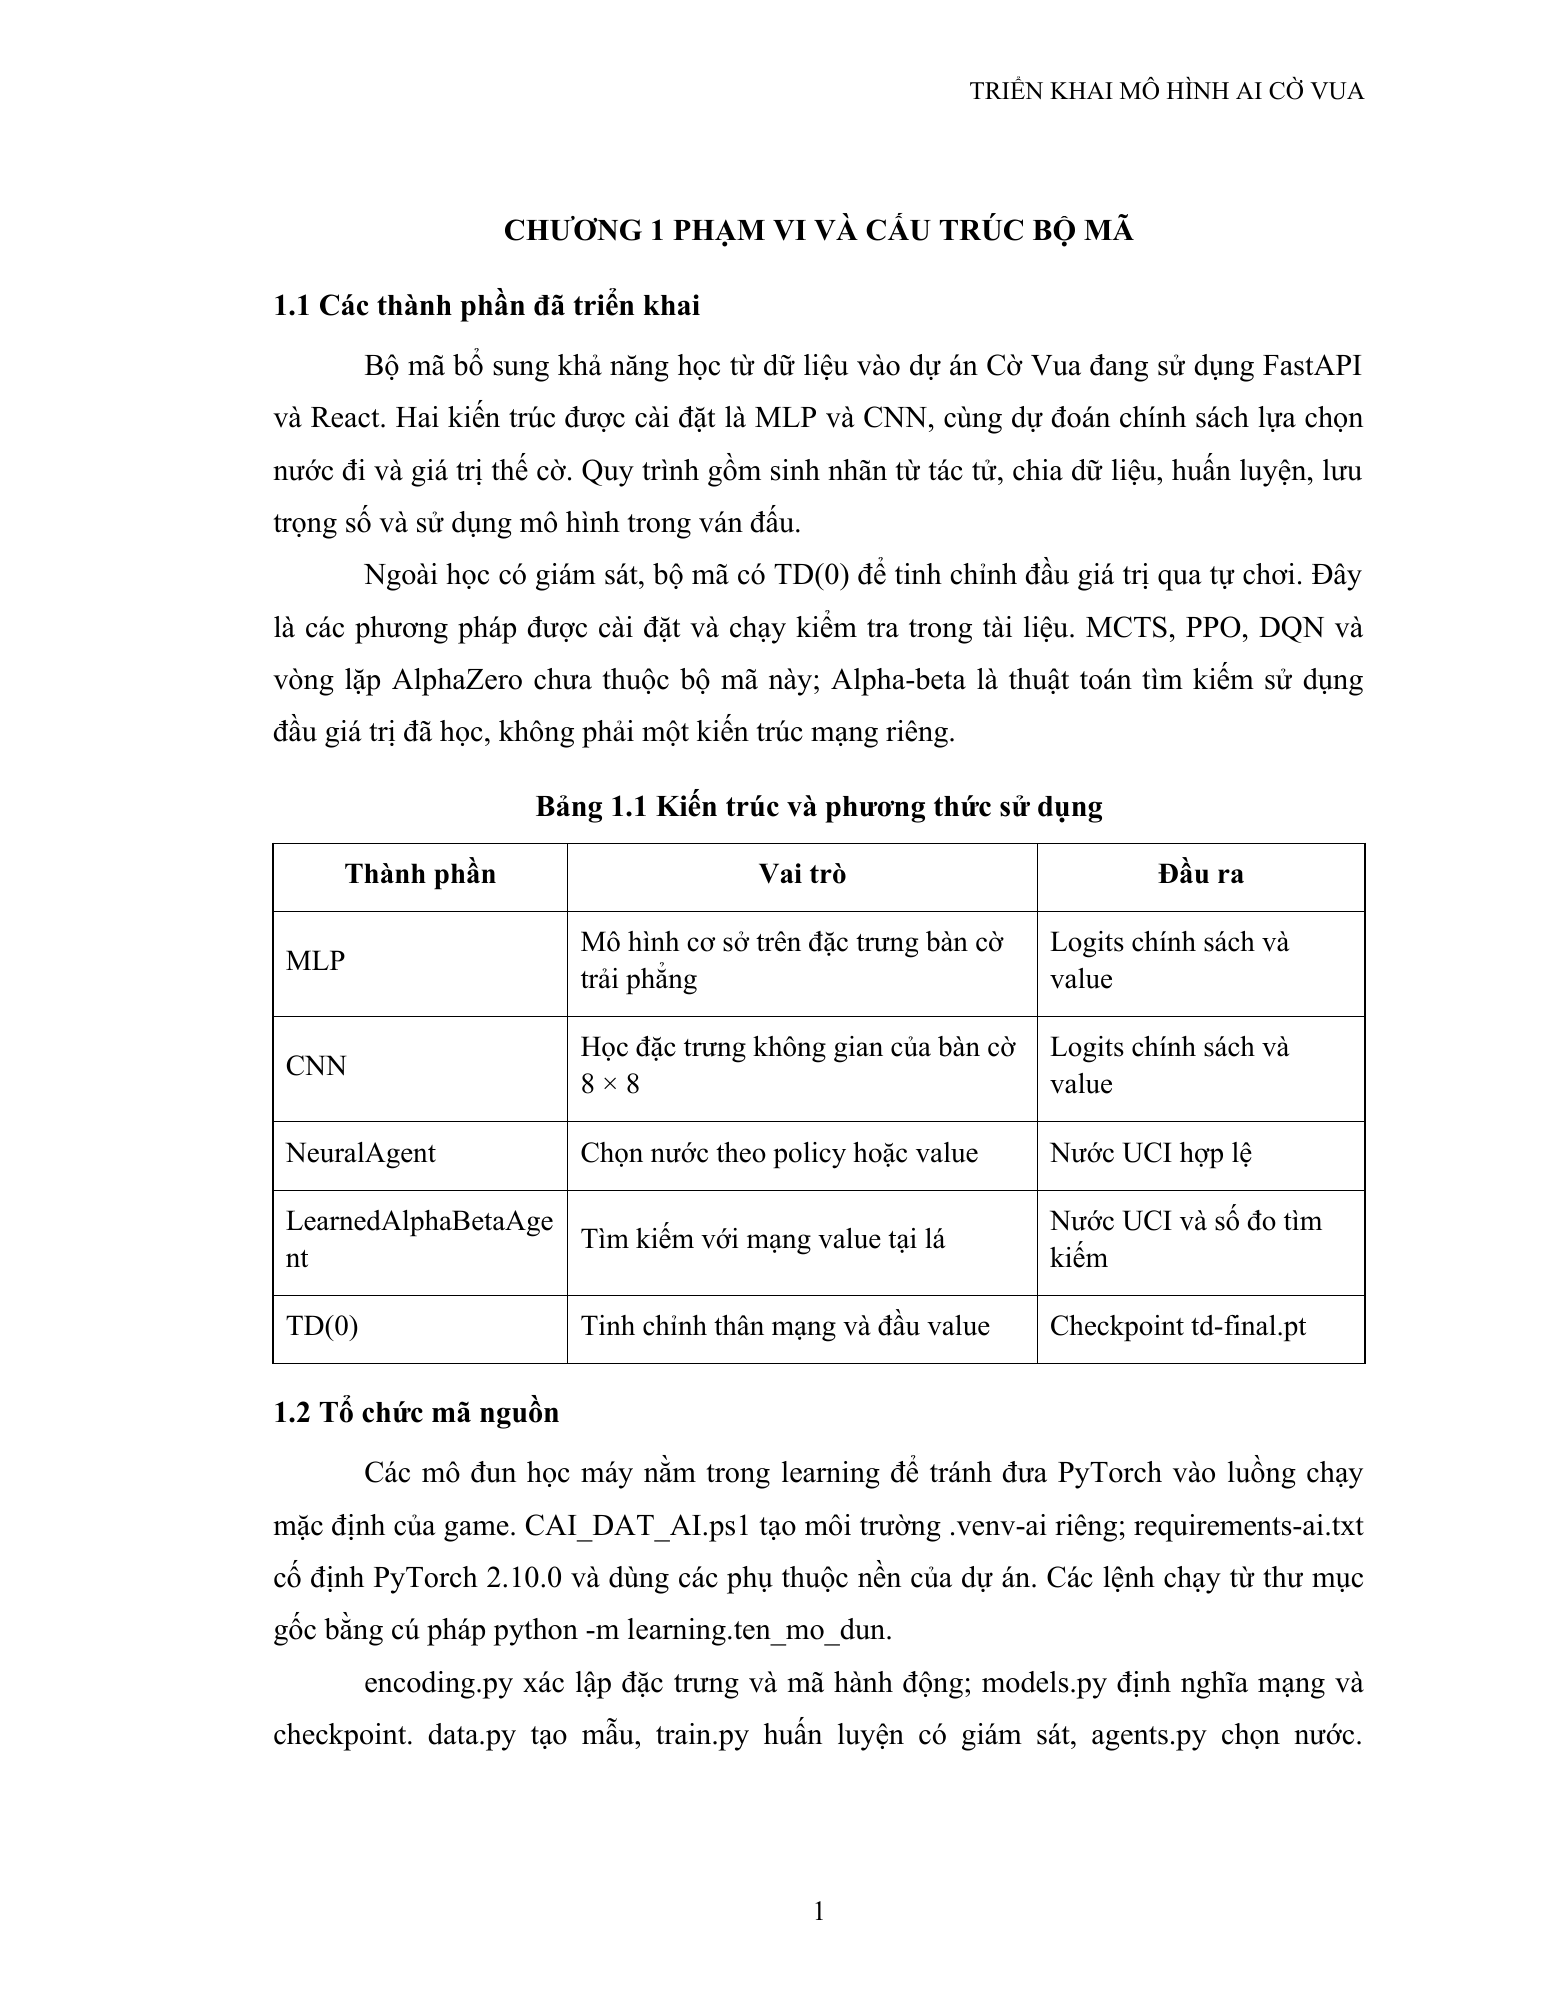 TRIỂN KHAI MÔ HÌNH AI CỜ VUA
CHƯƠNG 1 PHẠM VI VÀ CẤU TRÚC BỘ MÃ
1.1 Các thành phần đã triển khai
Bộ mã bổ sung khả năng học từ dữ liệu vào dự án Cờ Vua đang sử dụng FastAPI
và React. Hai kiến trúc được cài đặt là MLP và CNN, cùng dự đoán chính sách lựa chọn
nước đi và giá trị thế cờ. Quy trình gồm sinh nhãn từ tác tử, chia dữ liệu, huấn luyện, lưu
trọng số và sử dụng mô hình trong ván đấu.
Ngoài học có giám sát, bộ mã có TD(0) để tinh chỉnh đầu giá trị qua tự chơi. Đây
là các phương pháp được cài đặt và chạy kiểm tra trong tài liệu. MCTS, PPO, DQN và
vòng lặp AlphaZero chưa thuộc bộ mã này; Alpha-beta là thuật toán tìm kiếm sử dụng
đầu giá trị đã học, không phải một kiến trúc mạng riêng.
Bảng 1.1 Kiến trúc và phương thức sử dụng
Thành phần Vai trò Đầu ra
MLP Mô hình cơ sở trên đặc trưng bàn cờ Logits chính sách và
trải phẳng value
CNN Học đặc trưng không gian của bàn cờ Logits chính sách và
8 × 8 value
NeuralAgent Chọn nước theo policy hoặc value Nước UCI hợp lệ
LearnedAlphaBetaAge Tìm kiếm với mạng value tại lá Nước UCI và số đo tìm
nt kiếm
TD(0) Tinh chỉnh thân mạng và đầu value Checkpoint td-final.pt
1.2 Tổ chức mã nguồn
Các mô đun học máy nằm trong learning để tránh đưa PyTorch vào luồng chạy
mặc định của game. CAI_DAT_AI.ps1 tạo môi trường .venv-ai riêng; requirements-ai.txt
cố định PyTorch 2.10.0 và dùng các phụ thuộc nền của dự án. Các lệnh chạy từ thư mục
gốc bằng cú pháp python -m learning.ten_mo_dun.
encoding.py xác lập đặc trưng và mã hành động; models.py định nghĩa mạng và
checkpoint. data.py tạo mẫu, train.py huấn luyện có giám sát, agents.py chọn nước.
1